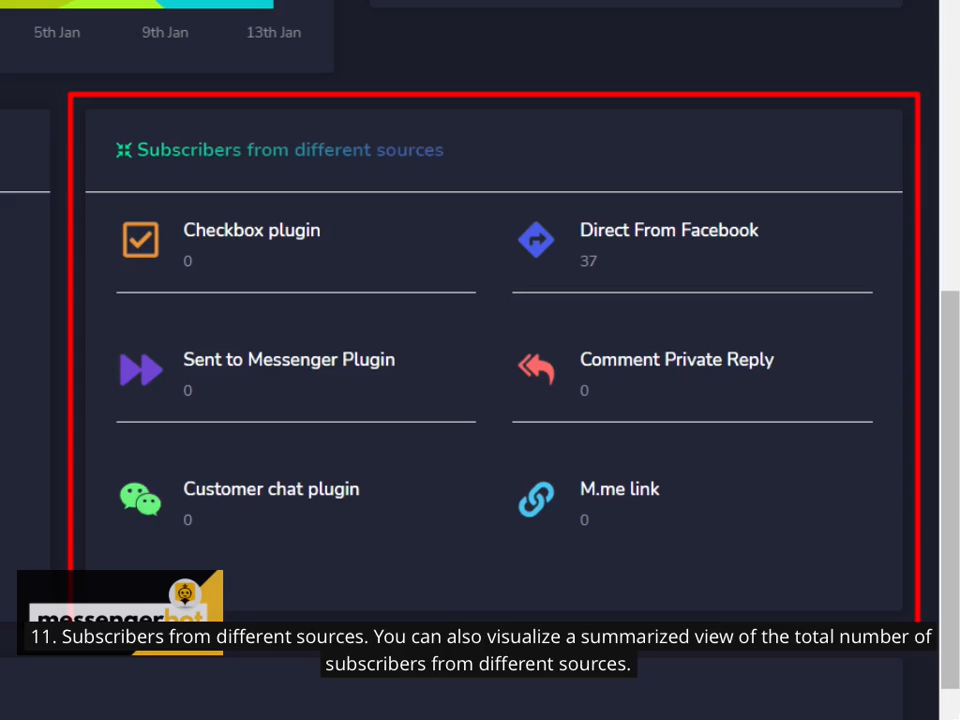 5th Jan 9th Jan 13th Jan
Subscribers from different sources
Checkbox plugin
0
Direct From Facebook
37
Sent to Messenger Plugin
0
Comment Private Reply
0
Customer chat plugin
0
M.me link
0
messengerbot
11. Subscribers from different sources. You can also visualize a summarized view of the total number of
subscribers from different sources.